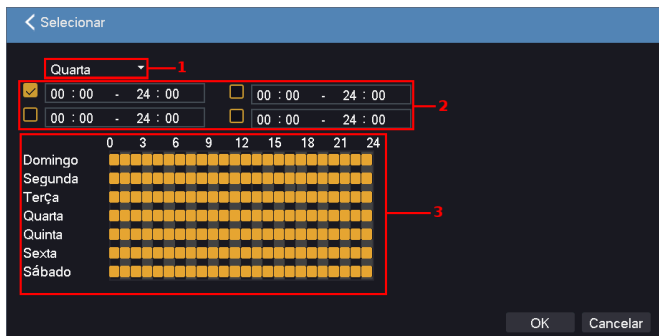 Selecionar
Quarta 1
00 : 00 - 24 : 00 00 : 00 - 24 : 00 2
00 : 00 - 24 : 00 00 : 00 - 24 : 00
0 3 6 9 12 15 18 21 24
Domingo
Segunda
Terça
Quarta
Quinta 3
Sexta
Sábado
OK Cancelar